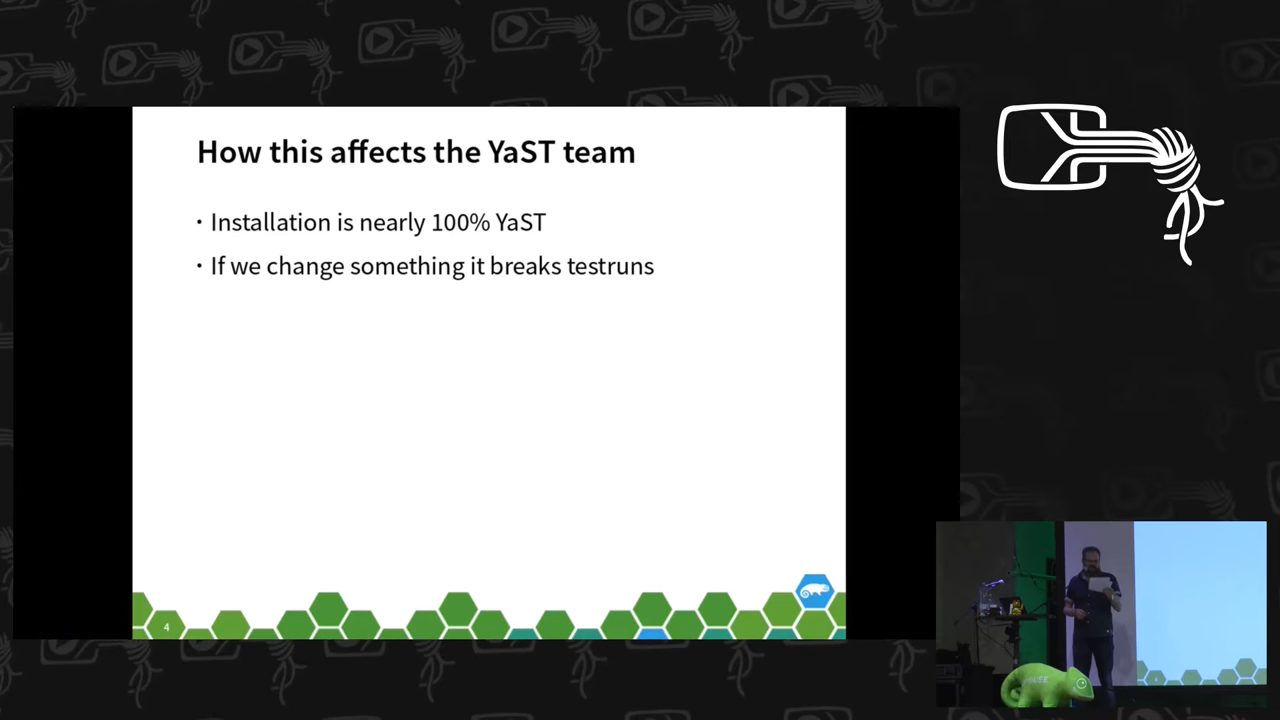 How this affects the YaST team
· Installation is nearly 100% YaST
· If we change something it breaks testruns
4